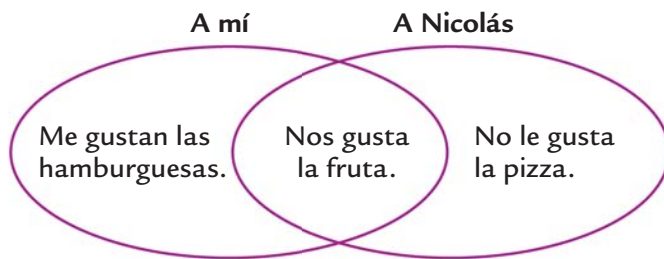 A mí
A Nicolás
Me gustan las
hamburguesas.
Nos gusta
la fruta.
No le gusta
la pizza.